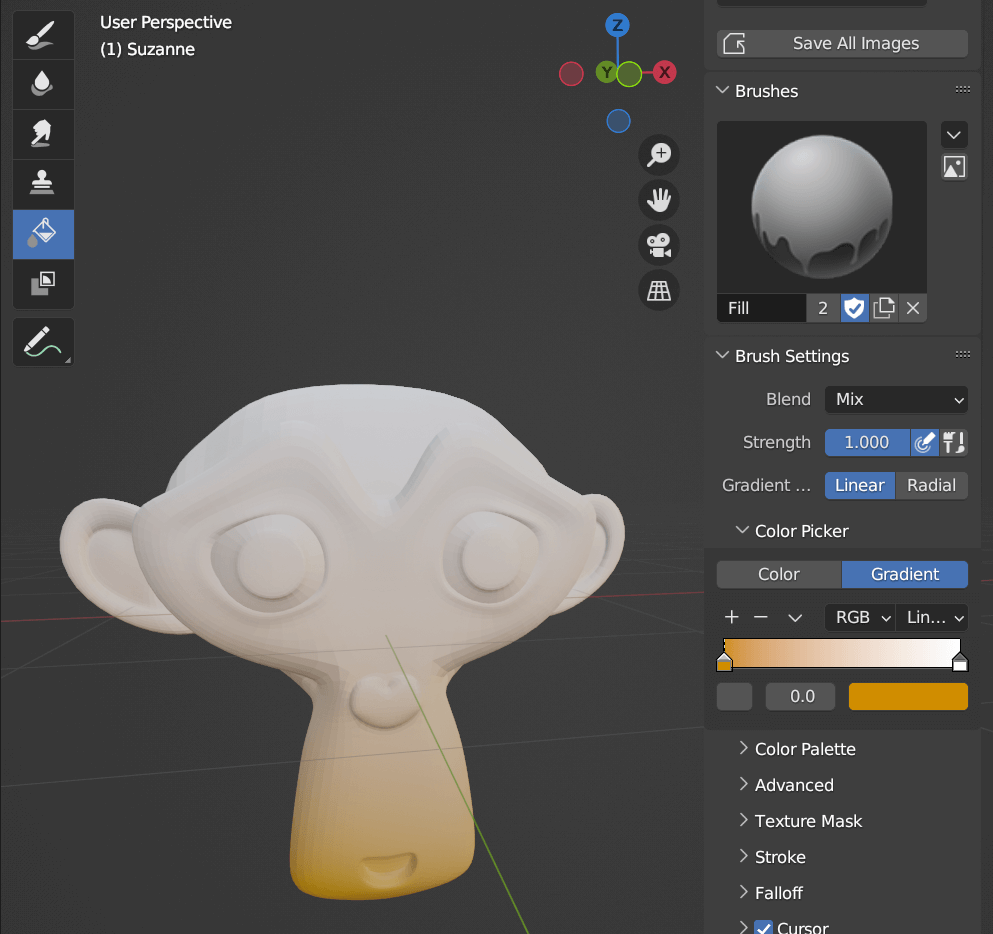 User Perspective
(1) Suzanne
Z
Y
X
Save All Images
Brushes
Fill
2
Brush Settings
Blend
Mix
Strength
1.000
Gradient ...
Linear
Radial
Color Picker
Color
Gradient
RGB
Lin...
0.0
Color Palette
Advanced
Texture Mask
Stroke
Falloff
Cursor